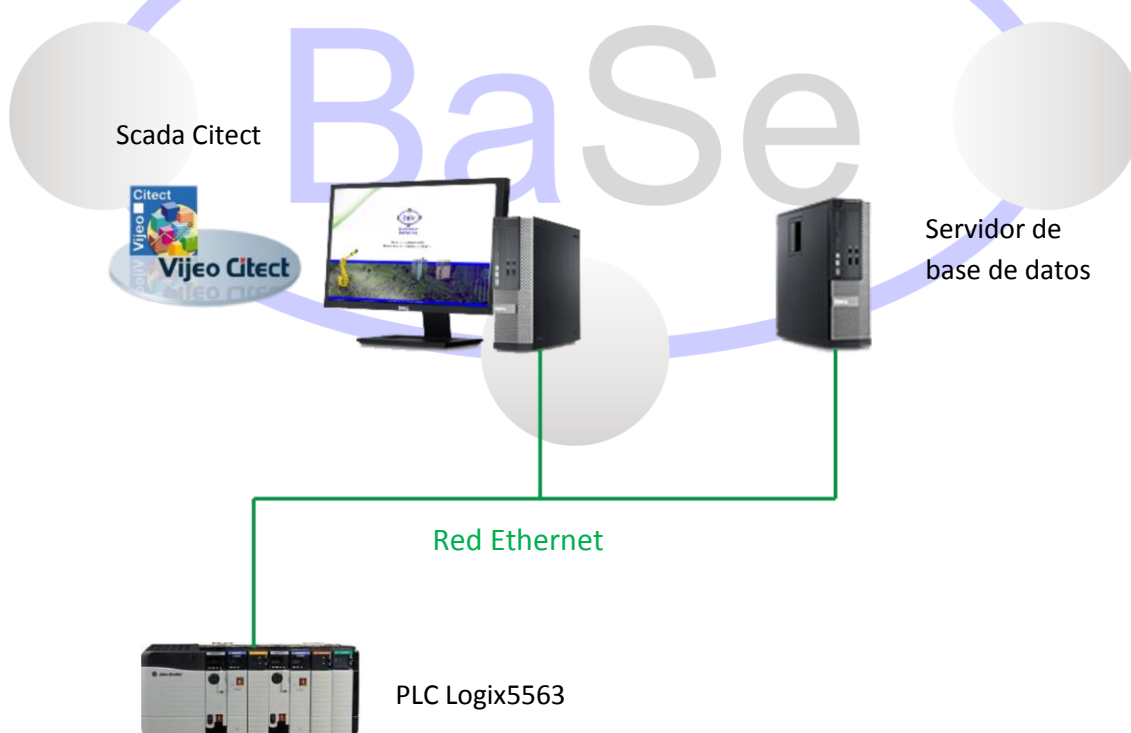 BaSe
Scada Citect
Citect
Vijeo
Vijeo Citect
Servidor de
base de datos
Red Ethernet
PLC Logix5563